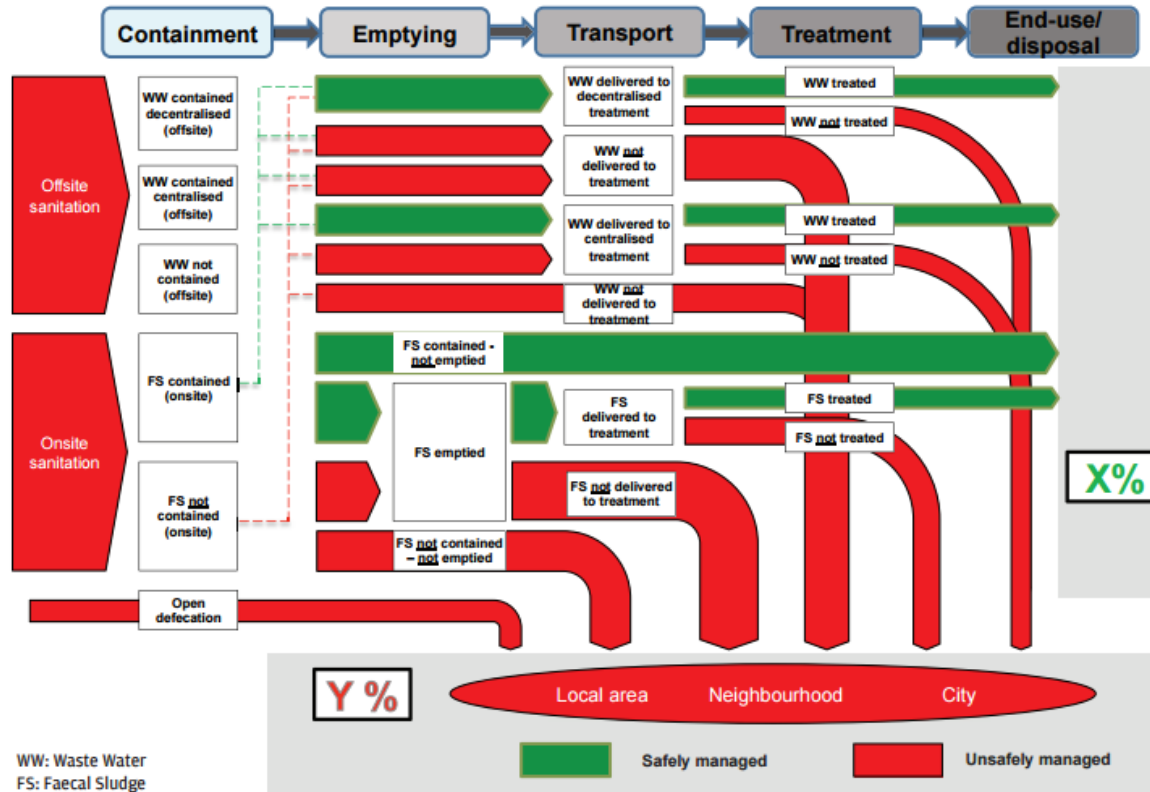 Containment
Emptying
Transport
Treatment
End-use/
disposal
Offsite
sanitation
WW contained
decentralised
(offsite)
WW contained
centralised
(offsite)
WW not
contained
(offsite)
WW delivered to
decentralised
treatment
WW not
delivered to
treatment
WW delivered to
centralised
treatment
WW not
delivered to
treatment
WW treated
WW not treated
WW treated
WW not treated
Onsite
sanitation
FS contained
(onsite)
FS not
contained
(onsite)
FS contained -
not emptied
FS emptied
FS
delivered to
treatment
FS treated
FS not treated
FS not delivered
to treatment
FS not contained
– not emptied
Open
defecation
X%
Y %
Local area
Neighbourhood
City
Safely managed
Unsafely managed
WW: Waste Water
FS: Faecal Sludge